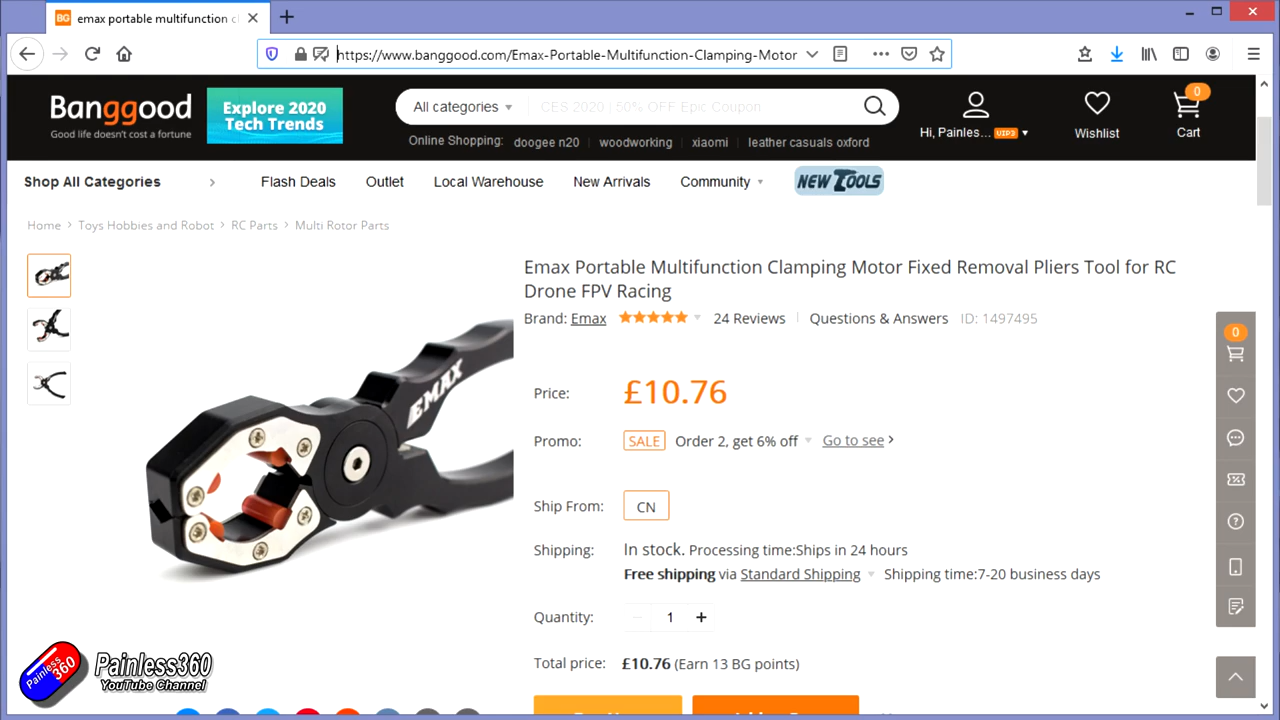 BG emax portable multifunction c
https://www.banggood.com/Emax-Portable-Multifunction-Clamping-Motor
Banggood
Good life doesn't cost a fortune
Explore 2020
Tech Trends
All categories
CES 2020 | 50% OFF Epic Coupon
Online Shopping: doogee n20 woodworking xiaomi leather casuals oxford
Hi, Painles... VIP3
Wishlist
0
Cart
Shop All Categories
Flash Deals
Outlet
Local Warehouse
New Arrivals
Community
NEW TOOLS
Home > Toys Hobbies and Robot > RC Parts > Multi Rotor Parts
Emax Portable Multifunction Clamping Motor Fixed Removal Pliers Tool for RC
Drone FPV Racing
Brand: Emax 24 Reviews Questions & Answers ID: 1497495
EMAX
0
Price: £10.76
Promo: SALE Order 2, get 6% off Go to see >
Ship From: CN
Shipping: In stock. Processing time:Ships in 24 hours
Free shipping via Standard Shipping Shipping time:7-20 business days
Quantity: 1 +
Total price: £10.76 (Earn 13 BG points)
Painless360
Painless360
YouTube Channel